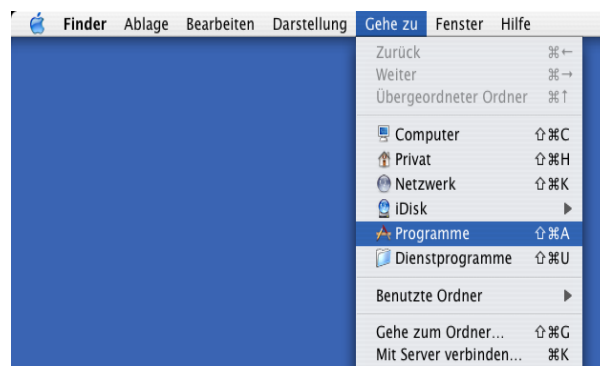 Finder Ablage Bearbeiten Darstellung Gehe zu Fenster Hilfe
Zurück ⌘←
Weiter ⌘→
Übergeordneter Ordner ⌘↑
Computer ⇧⌘C
Privat ⇧⌘H
Netzwerk ⇧⌘K
iDisk ▶
Programme ⇧⌘A
Dienstprogramme ⇧⌘U
Benutzte Ordner ▶
Gehe zum Ordner... ⇧⌘G
Mit Server verbinden... ⌘K